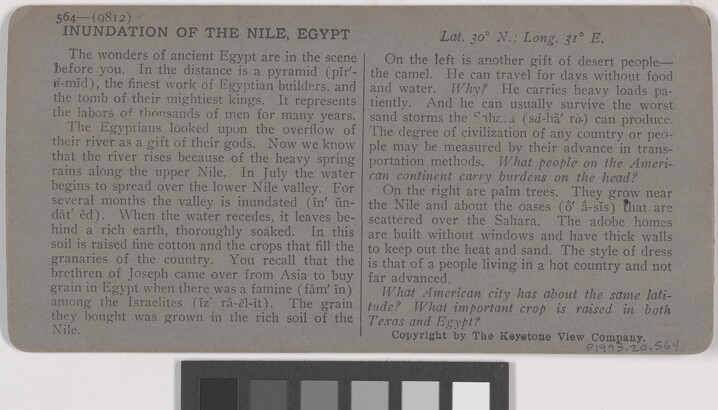 564—(9812)
INUNDATION OF THE NILE, EGYPT
The wonders of ancient Egypt are in the scene
before you. In the distance is a pyramid (pĭr′-
ȧ-mĭd), the finest work of Egyptian builders, and
the tomb of their mightiest kings. It represents
the labors of thousands of men for many years.
The Egyptians looked upon the overflow of
their river as a gift of their gods. Now we know
that the river rises because of the heavy spring
rains along the upper Nile. In July the water
begins to spread over the lower Nile valley. For
several months the valley is inundated (ĭn′ ŭn-
dāt′ ĕd). When the water recedes, it leaves be-
hind a rich earth, thoroughly soaked. In this
soil is raised fine cotton and the crops that fill the
granaries of the country. You recall that the
brethren of Joseph came over from Asia to buy
grain in Egypt when there was a famine (făm′ ĭn)
among the Israelites (ĭz′ rā-ĕl-īt). The grain
they bought was grown in the rich soil of the
Nile.
Lat. 30° N.; Long. 31° E.
On the left is another gift of desert people—
the camel. He can travel for days without food
and water. Why? He carries heavy loads pa-
tiently. And he can usually survive the worst
sand storms the Sahara (sȧ-hä′ rȧ) can produce.
The degree of civilization of any country or peo-
ple may be measured by their advance in trans-
portation methods. What people on the Ameri-
can continent carry burdens on the head?
On the right are palm trees. They grow near
the Nile and about the oases (ō′ ȧ-sĭs) that are
scattered over the Sahara. The adobe homes
are built without windows and have thick walls
to keep out the heat and sand. The style of dress
is that of a people living in a hot country and not
far advanced.
What American city has about the same lati-
tude? What important crop is raised in both
Texas and Egypt?
Copyright by The Keystone View Company.
P1993.20.564